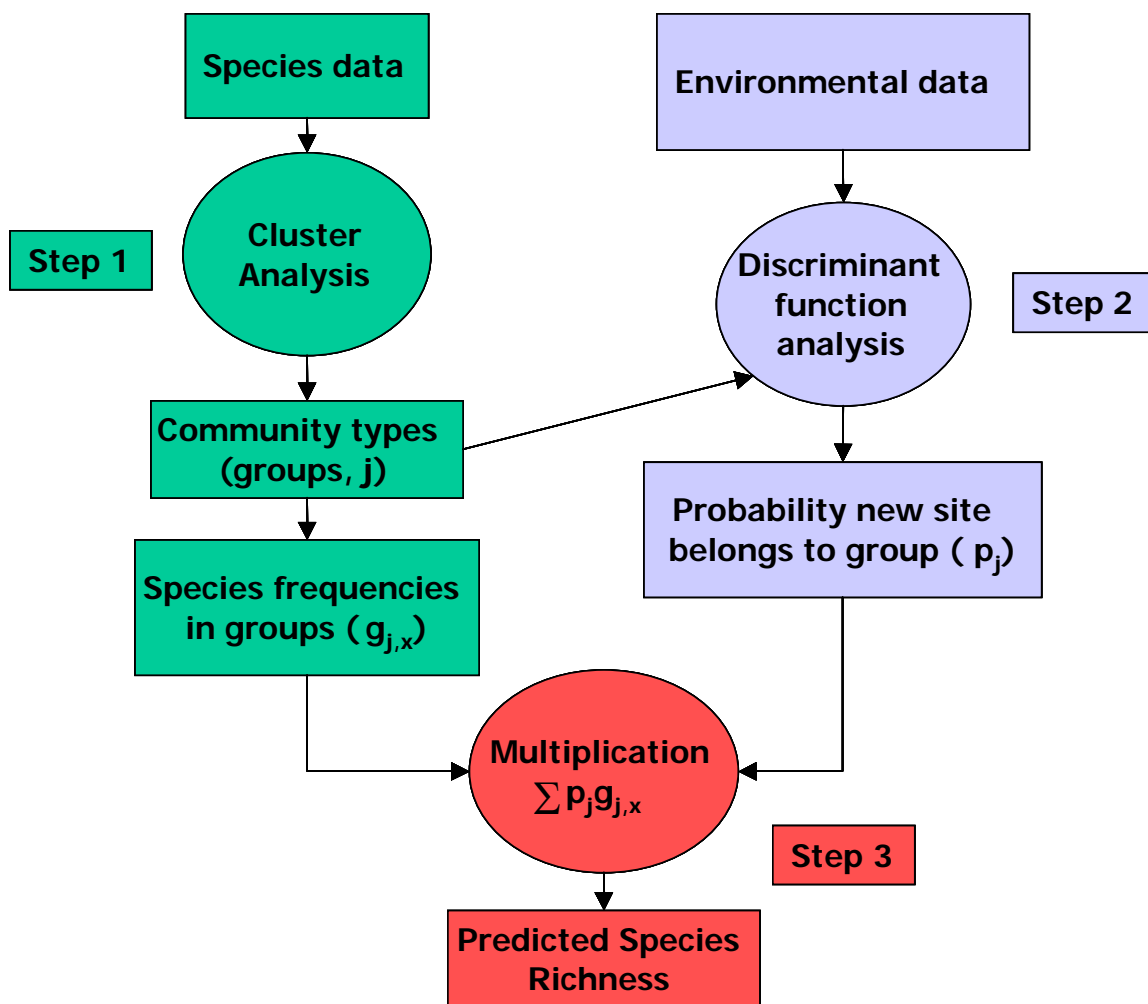 Species data
Environmental data
Step 1
Cluster
Analysis
Discriminant
function
analysis
Step 2
Community types
(groups, j)
Probability new site
belongs to group ( pj)
Species frequencies
in groups ( gj,x)
Multiplication
∑ pjgj,x
Step 3
Predicted Species
Richness